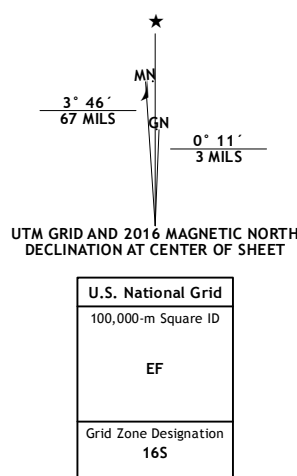 MN
3° 46´
67 MILS
GN
0° 11´
3 MILS
UTM GRID AND 2016 MAGNETIC NORTH
DECLINATION AT CENTER OF SHEET
U.S. National Grid
100,000-m Square ID
EF
Grid Zone Designation
16S